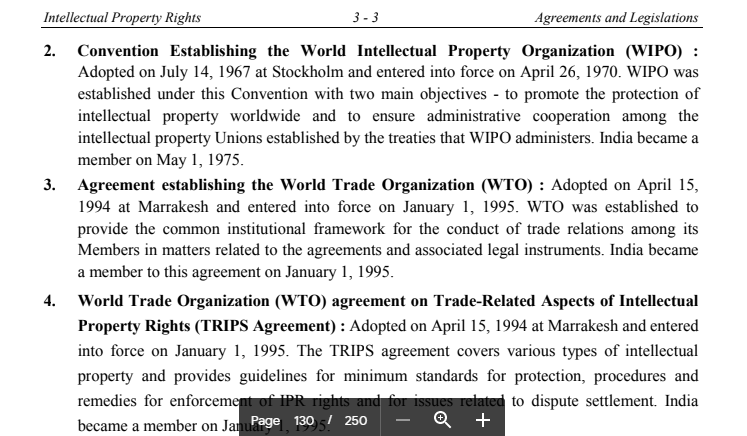 Intellectual Property Rights 3 - 3 Agreements and Legislations
2. Convention Establishing the World Intellectual Property Organization (WIPO) :
Adopted on July 14, 1967 at Stockholm and entered into force on April 26, 1970. WIPO was
established under this Convention with two main objectives - to promote the protection of
intellectual property worldwide and to ensure administrative cooperation among the
intellectual property Unions established by the treaties that WIPO administers. India became a
member on May 1, 1975.
3. Agreement establishing the World Trade Organization (WTO) : Adopted on April 15,
1994 at Marrakesh and entered into force on January 1, 1995. WTO was established to
provide the common institutional framework for the conduct of trade relations among its
Members in matters related to the agreements and associated legal instruments. India became
a member to this agreement on January 1, 1995.
4. World Trade Organization (WTO) agreement on Trade-Related Aspects of Intellectual
Property Rights (TRIPS Agreement) : Adopted on April 15, 1994 at Marrakesh and entered
into force on January 1, 1995. The TRIPS agreement covers various types of intellectual
property and provides guidelines for minimum standards for protection, procedures and
remedies for enforcement of IPR rights and for issues related to dispute settlement. India
became a member on January 1, 1995.
Page 130 / 250